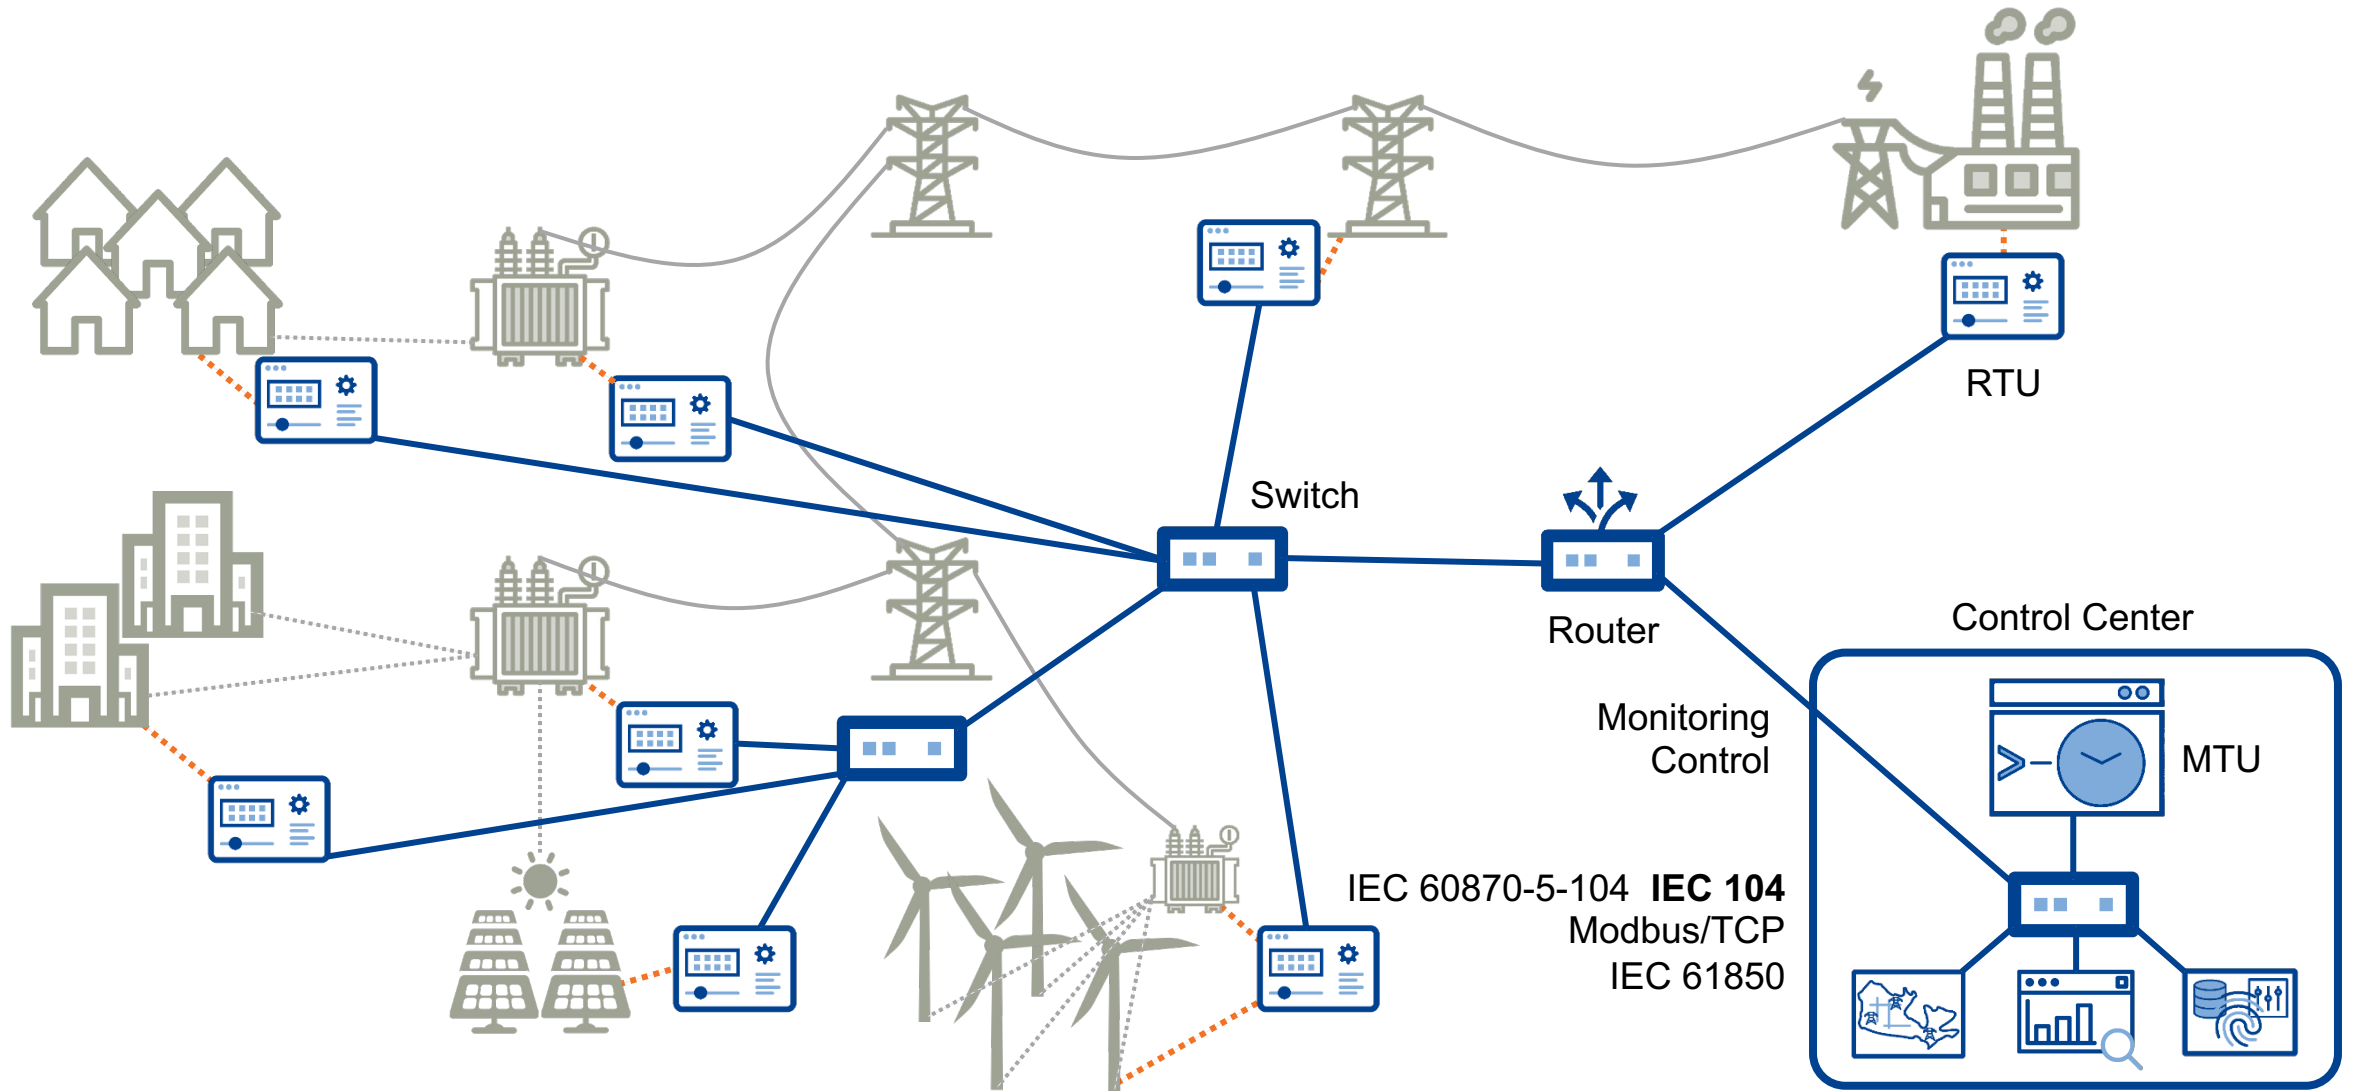 RTU
Switch
Router
Control Center
Monitoring
Control
MTU
IEC 60870-5-104 IEC 104
Modbus/TCP
IEC 61850